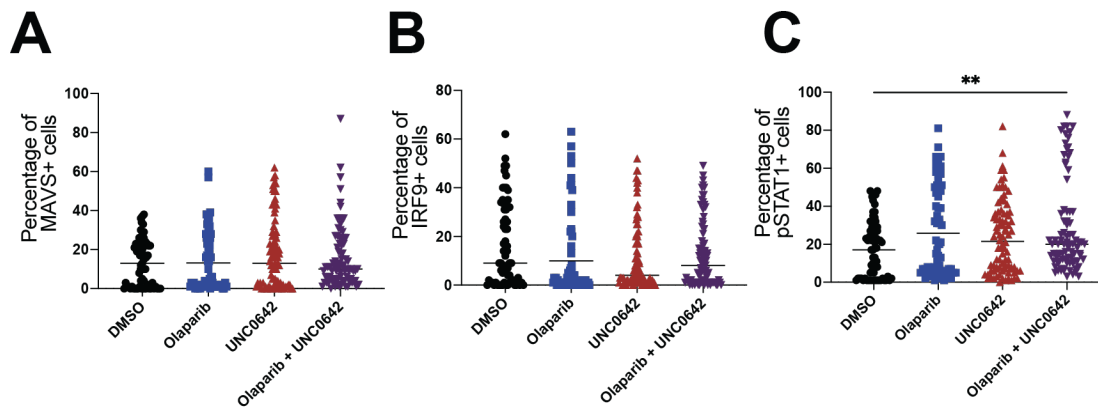 A
Percentage of
MAVS+ cells
100
80
60
40
20
0
DMSO
Olaparib
UNC0642
Olaparib + UNC0642
B
Percentage of
IRF9+ cells
80
60
40
20
0
DMSO
Olaparib
UNC0642
Olaparib + UNC0642
C
Percentage of
pSTAT1+ cells
100
80
60
40
20
0
**
DMSO
Olaparib
UNC0642
Olaparib + UNC0642